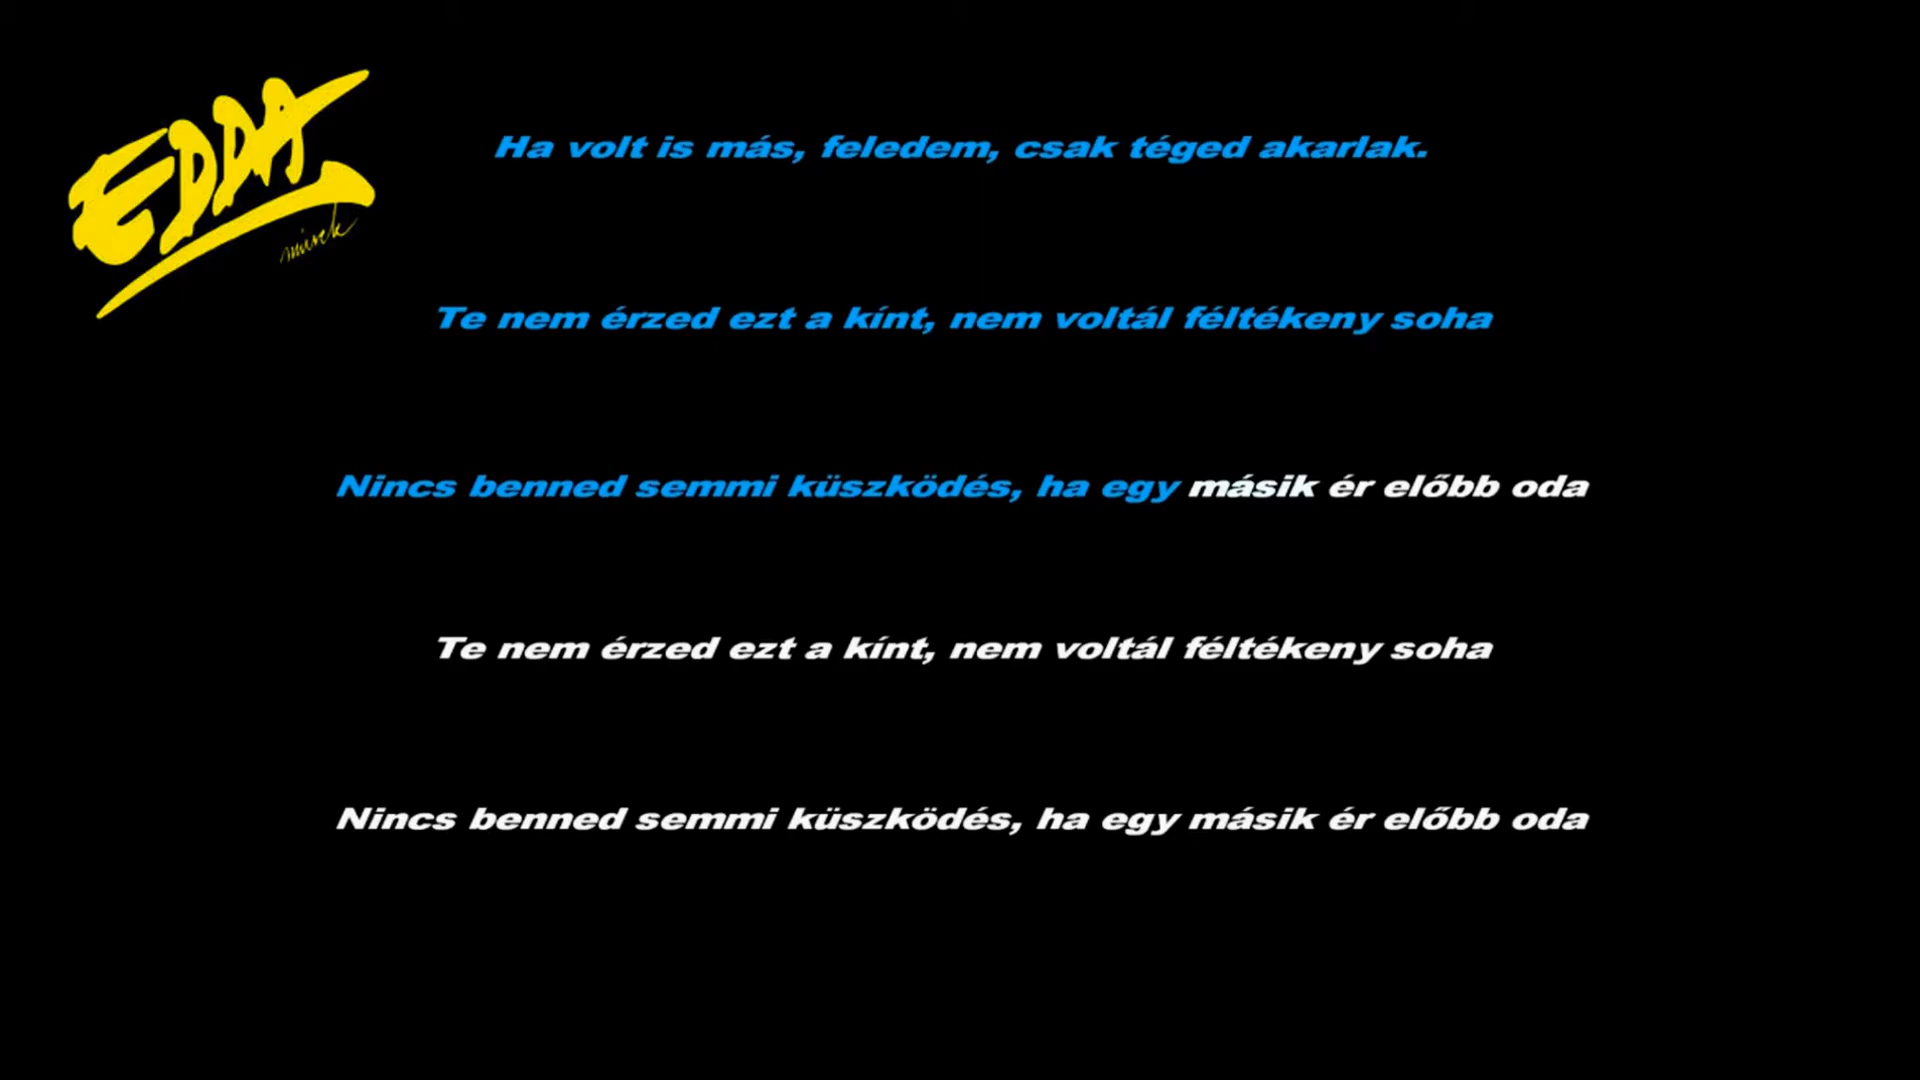 EDDA
művek
Ha volt is más, feledem, csak téged akarlak.
Te nem érzed ezt a kínt, nem voltál féltékeny soha
Nincs benned semmi küszködés, ha egy másik ér előbb oda
Te nem érzed ezt a kínt, nem voltál féltékeny soha
Nincs benned semmi küszködés, ha egy másik ér előbb oda